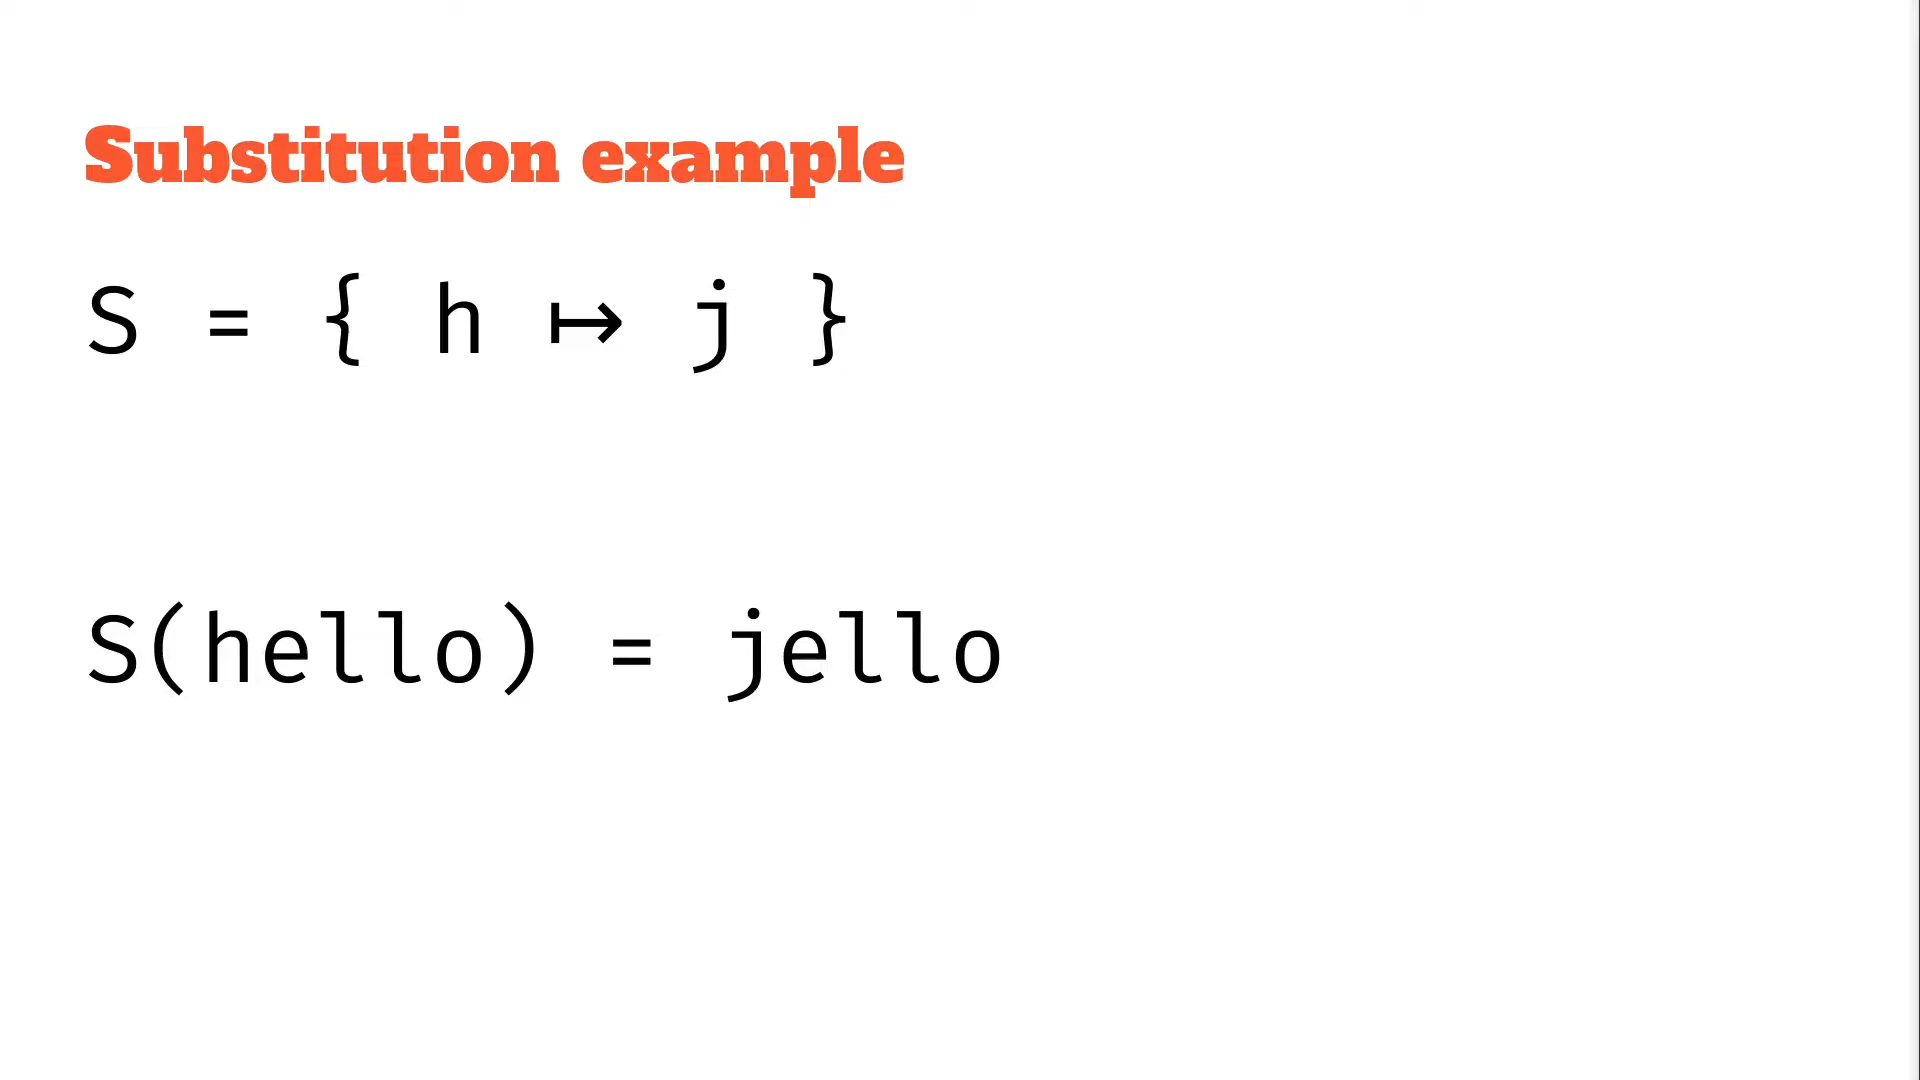 Substitution example
S = { h ↦ j }
S(hello) = jello